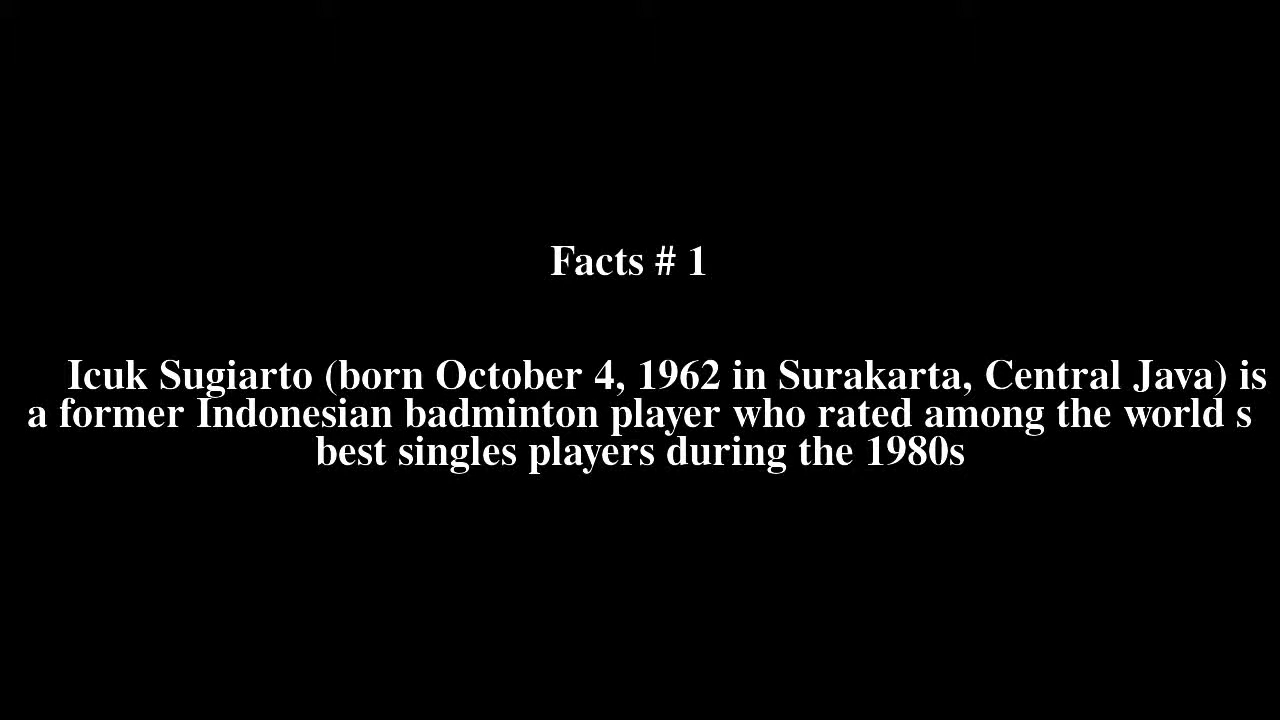 Facts # 1
Icuk Sugiarto (born October 4, 1962 in Surakarta, Central Java) is
a former Indonesian badminton player who rated among the world s
best singles players during the 1980s